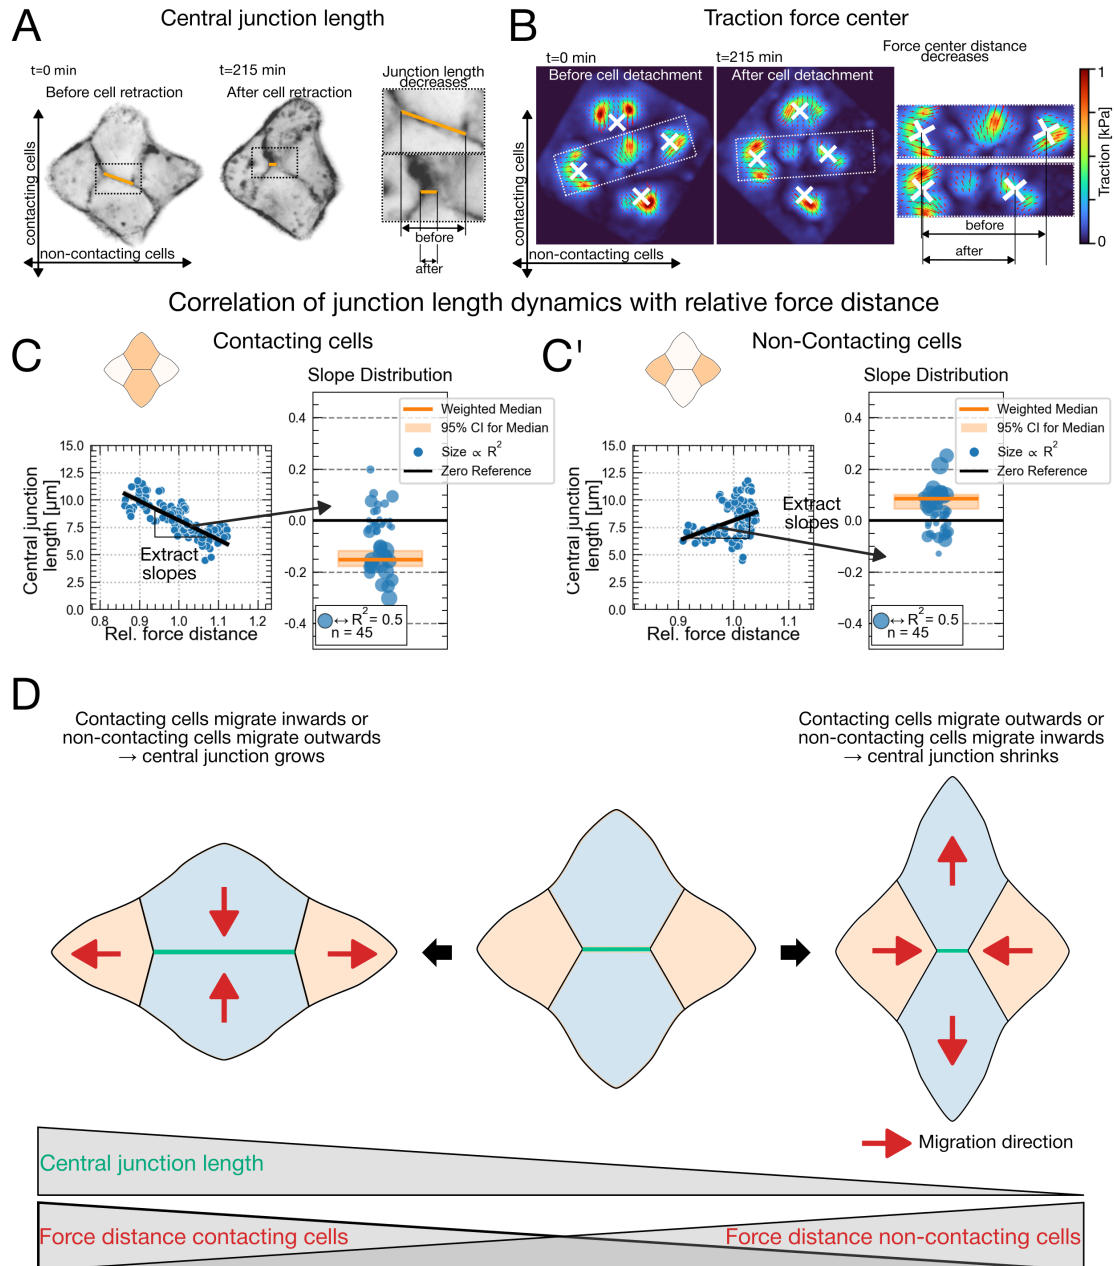 A
Central junction length
t=0 min
Before cell retraction
t=215 min
After cell retraction
Junction length
decreases
contacting cells
non-contacting cells
before
after
B
Traction force center
t=0 min
Before cell detachment
t=215 min
After cell detachment
Force center distance
decreases
contacting cells
non-contacting cells
before
after
1
Traction [kPa]
0
Correlation of junction length dynamics with relative force distance
C
Contacting cells
Slope Distribution
Weighted Median
95% CI for Median
Size ∝ R²
Zero Reference
0.4
0.2
0.0
−0.2
−0.4
↔ R² = 0.5
n = 45
Central junction
length [µm]
15.0
12.5
10.0
7.5
5.0
2.5
0.0
Extract
slopes
0.8 0.9 1.0 1.1 1.2
Rel. force distance
C'
Non-Contacting cells
Slope Distribution
Weighted Median
95% CI for Median
Size ∝ R²
Zero Reference
0.4
0.2
0.0
−0.2
−0.4
↔ R² = 0.5
n = 45
Central junction
length [µm]
15.0
12.5
10.0
7.5
5.0
2.5
0.0
Extract
slopes
0.9 1.0 1.1
Rel. force distance
D
Contacting cells migrate inwards or
non-contacting cells migrate outwards
→ central junction grows
Contacting cells migrate outwards or
non-contacting cells migrate inwards
→ central junction shrinks
Migration direction
Central junction length
Force distance contacting cells
Force distance non-contacting cells